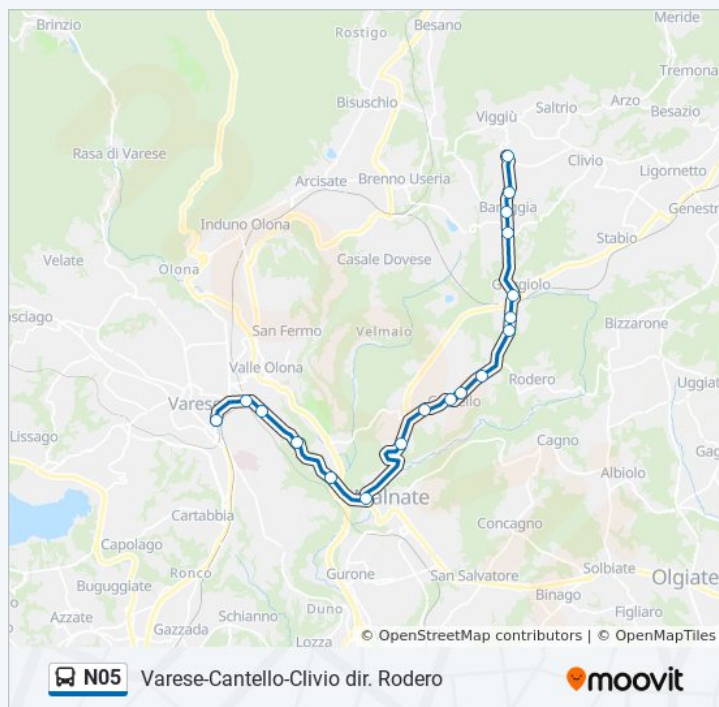 Brinzio
Besano
Meride
Rostigo
Tremona
Bisuschio
Viggiù
Saltrio
Arzo
Besazio
Rasa di Varese
Clivio
Ligornetto
Arcisate
Brenno Useria
Genestr
Induno Olona
Stabio
Velate
Casale Dovese
Olona
asciago
San Fermo
Velmaio
Bizzarone
Valle Olona
Rodero
Uggiat
Varese
Lissago
Cagno
Gag
Albiolo
Cartabbia
alnate
Concagno
Capolago
Ronco
Gurone
San Salvatore
Solbiate
Olgiate
Buguggiate
Duno
Binago
Schianno
Figliaro
Azzate
Gazzada
Lozza
© OpenStreetMap contributors | © OpenMapTiles
N05 Varese-Cantello-Clivio dir. Rodero moovit